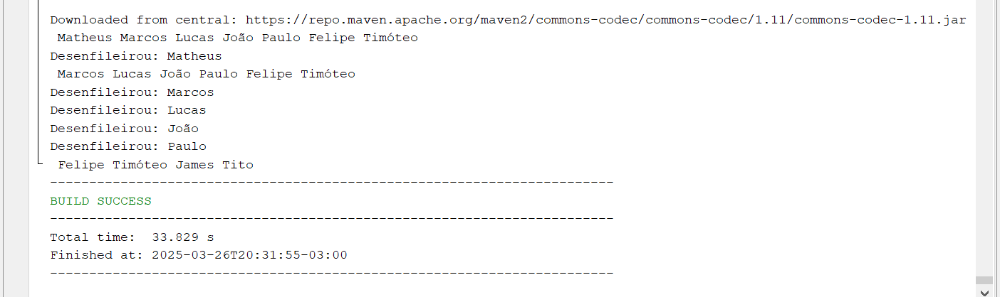 Downloaded from central: https://repo.maven.apache.org/maven2/commons-codec/commons-codec/1.11/commons-codec-1.11.jar
Matheus Marcos Lucas João Paulo Felipe Timóteo
Desenfileirou: Matheus
Marcos Lucas João Paulo Felipe Timóteo
Desenfileirou: Marcos
Desenfileirou: Lucas
Desenfileirou: João
Desenfileirou: Paulo
Felipe Timóteo James Tito
------------------------------------------------------------------------
BUILD SUCCESS
------------------------------------------------------------------------
Total time:  33.829 s
Finished at: 2025-03-26T20:31:55-03:00
------------------------------------------------------------------------